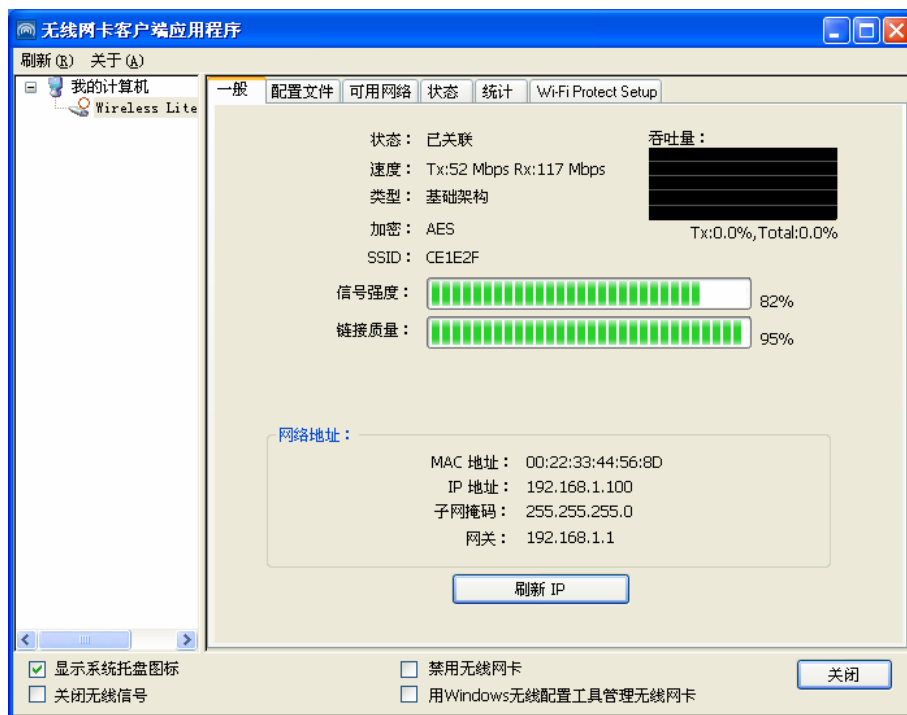 无线网卡客户端应用程序
刷新(R) 关于(A)
我的计算机
Wireless Lite
一般 配置文件 可用网络 状态 统计 Wi-Fi Protect Setup
状态： 已关联
吞吐量：
速度： Tx:52 Mbps Rx:117 Mbps
类型： 基础架构
加密： AES
Tx:0.0%,Total:0.0%
SSID： CE1E2F
信号强度： 82%
链接质量： 95%
网络地址：
MAC 地址： 00:22:33:44:56:8D
IP 地址： 192.168.1.100
子网掩码： 255.255.255.0
网关： 192.168.1.1
刷新 IP
显示系统托盘图标 禁用无线网卡 关闭
关闭无线信号 用Windows无线配置工具管理无线网卡